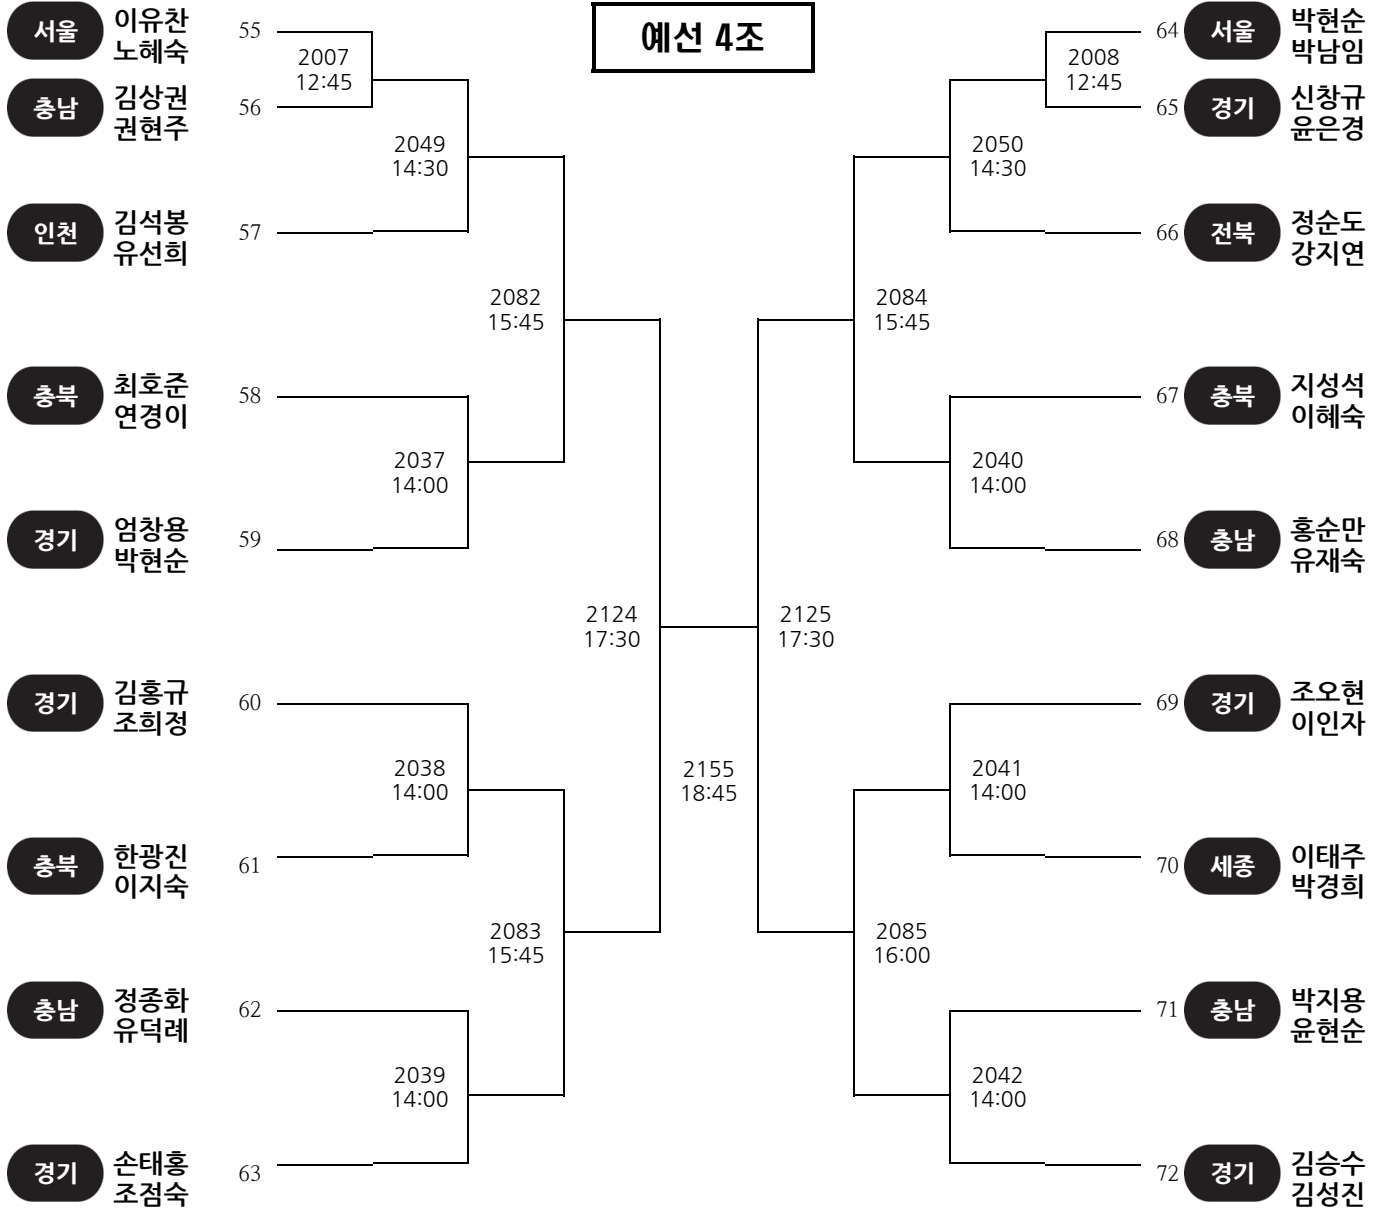 예선 4조
서울
이유찬
노혜숙
55
2007
12:45
충남
김상권
권현주
56
2049
14:30
인천
김석봉
유선희
57
2082
15:45
충북
최호준
연경이
58
2037
14:00
경기
엄창용
박현순
59
2124
17:30
경기
김홍규
조희정
60
2038
14:00
충북
한광진
이지숙
61
2083
15:45
충남
정종화
유덕례
62
2039
14:00
경기
손태홍
조점숙
63
2155
18:45
64
서울
박현순
박남임
2008
12:45
65
경기
신창규
윤은경
2050
14:30
66
전북
정순도
강지연
2084
15:45
67
충북
지성석
이혜숙
2040
14:00
68
충남
홍순만
유재숙
2125
17:30
69
경기
조오현
이인자
2041
14:00
70
세종
이태주
박경희
2085
16:00
71
충남
박지용
윤현순
2042
14:00
72
경기
김승수
김성진